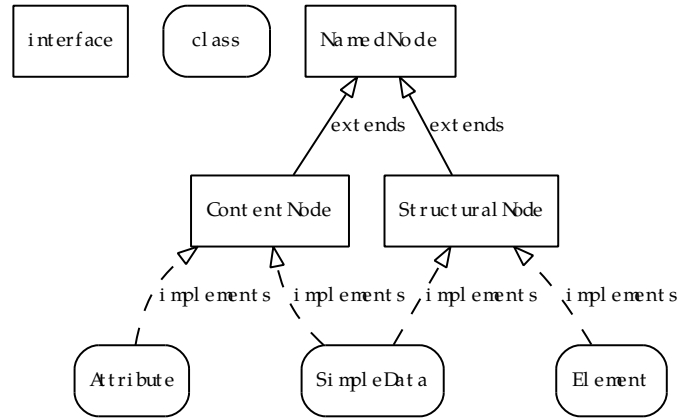 interface
class
NamedNode
extends
extends
ContentNode
StructuralNode
implements
implements
implements
implements
Attribute
SimpleData
Element